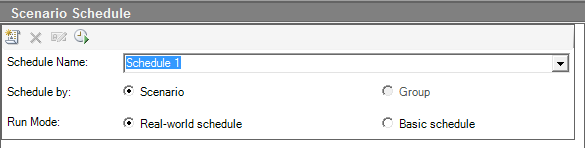 Scenario Schedule
Schedule Name: Schedule 1
Schedule by: Scenario Group
Run Mode: Real-world schedule Basic schedule